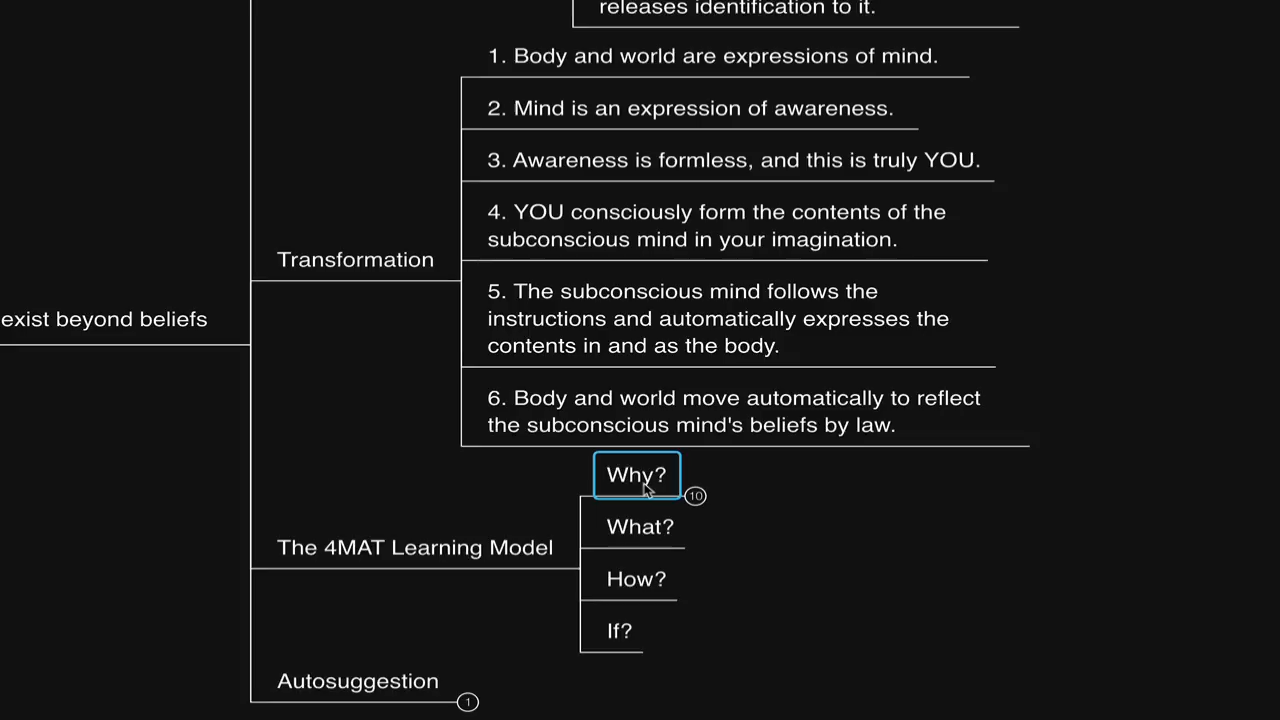 releases identification to it.
1. Body and world are expressions of mind.
2. Mind is an expression of awareness.
3. Awareness is formless, and this is truly YOU.
4. YOU consciously form the contents of the
subconscious mind in your imagination.
Transformation
5. The subconscious mind follows the
instructions and automatically expresses the
contents in and as the body.
exist beyond beliefs
6. Body and world move automatically to reflect
the subconscious mind's beliefs by law.
Why?
10
What?
The 4MAT Learning Model
How?
If?
Autosuggestion
1